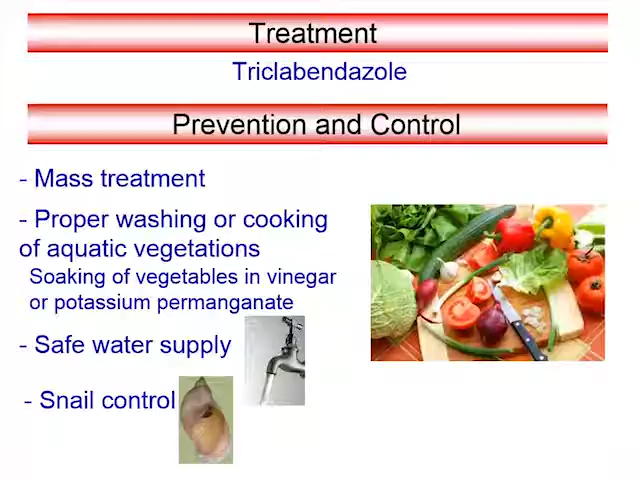 Treatment
Triclabendazole
Prevention and Control
- Mass treatment
- Proper washing or cooking
of aquatic vegetations
Soaking of vegetables in vinegar
or potassium permanganate
- Safe water supply
- Snail control